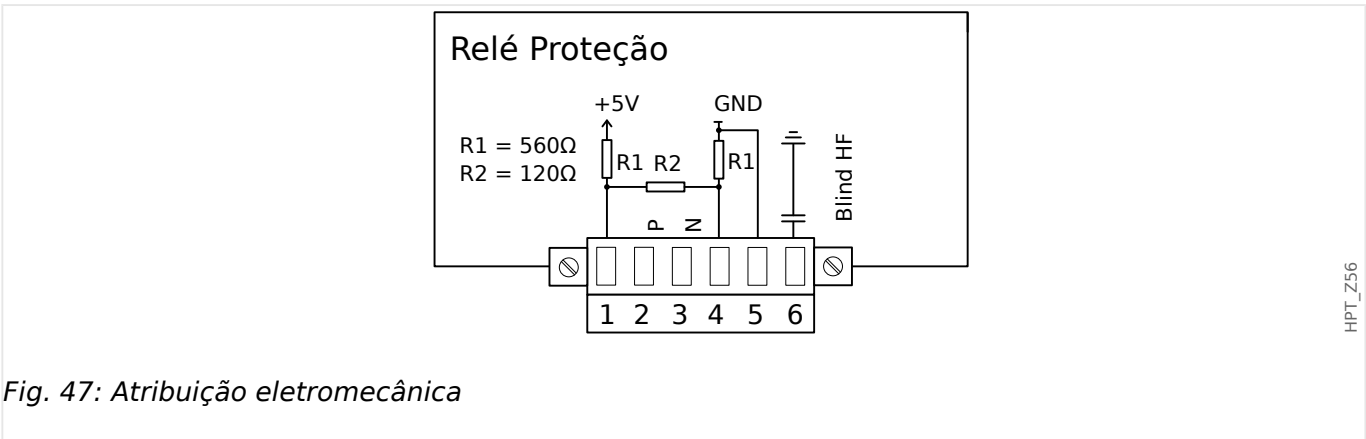 Relé Proteção
+5V GND
R1 = 560Ω
R2 = 120Ω
R1 R2 R1
Blind HF
P N
1 2 3 4 5 6
HPT_Z56
Fig. 47: Atribuição eletromecânica